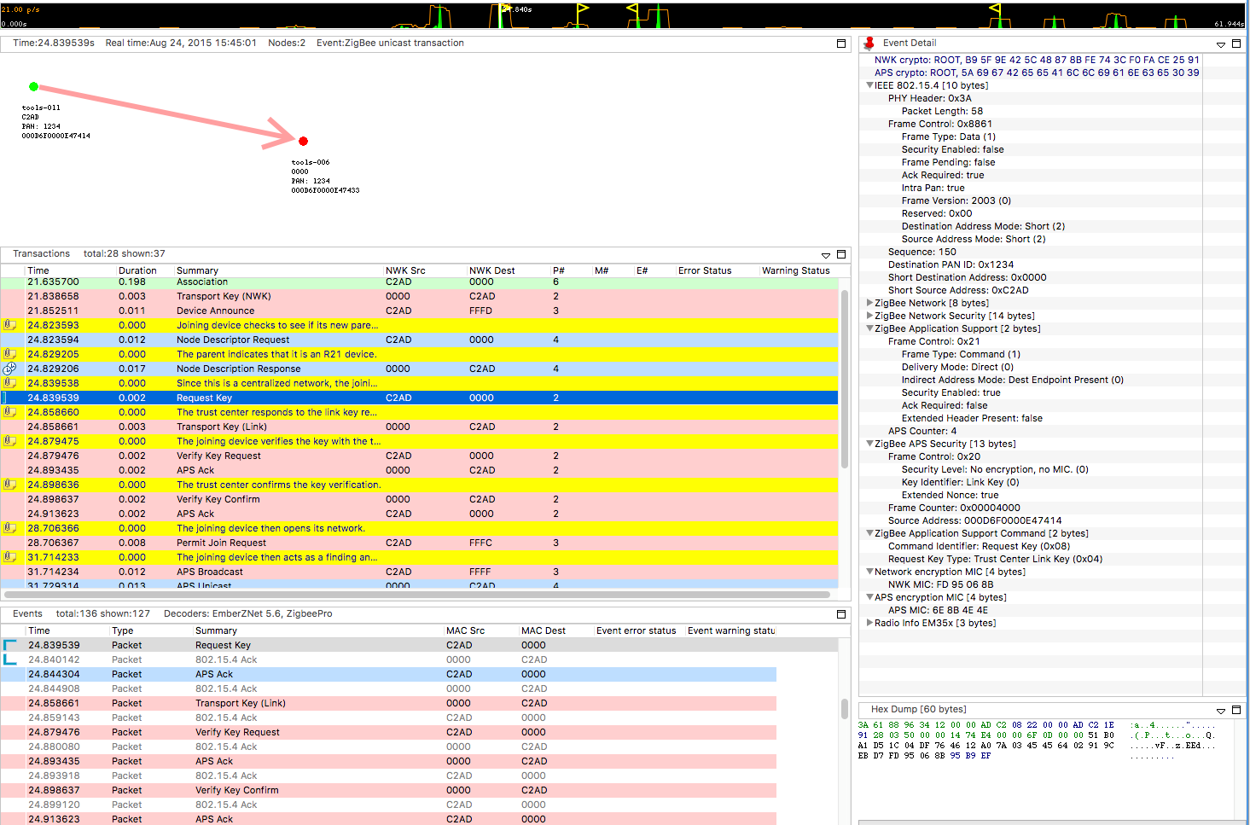 21.00 p/s
24.840s
0.000s
61.944s
Time:24.839539s Real time:Aug 24, 2015 15:45:01 Nodes:2 Event:ZigBee unicast transaction
tools-011
C2AD
PAN: 1234
000D6F0000E47414
tools-006
0000
PAN: 1234
000D6F0000E47433
Transactions total:28 shown:37
Time Duration Summary NWK Src NWK Dest P# M# E# Error Status Warning Status
21.635700 0.198 Association C2AD 0000 6
21.838658 0.003 Transport Key (NWK) 0000 C2AD 2
21.852511 0.011 Device Announce C2AD FFFD 3
24.823593 0.000 Joining device checks to see if its new pare...
24.823594 0.012 Node Descriptor Request C2AD 0000 4
24.829205 0.000 The parent indicates that it is an R21 device.
24.829206 0.017 Node Description Response 0000 C2AD 4
24.839538 0.000 Since this is a centralized network, the joini...
24.839539 0.002 Request Key C2AD 0000 2
24.858660 0.000 The trust center responds to the link key re...
24.858661 0.003 Transport Key (Link) 0000 C2AD 2
24.879475 0.000 The joining device verifies the key with the t...
24.879476 0.002 Verify Key Request C2AD 0000 2
24.893435 0.002 APS Ack 0000 C2AD 2
24.898636 0.000 The trust center confirms the key verification.
24.898637 0.002 Verify Key Confirm 0000 C2AD 2
24.913623 0.002 APS Ack C2AD 0000 2
28.706366 0.000 The joining device then opens its network.
28.706367 0.008 Permit Join Request C2AD FFFC 3
31.714233 0.000 The joining device then acts as a finding an...
31.714234 0.012 APS Broadcast C2AD FFFF 3
31.729314 0.013 APS Unicast 0000 C2AD 4
Events total:136 shown:127 Decoders: EmberZNet 5.6, ZigbeePro
Time Type Summary MAC Src MAC Dest Event error status Event warning statu
24.839539 Packet Request Key C2AD 0000
24.840142 Packet 802.15.4 Ack 0000 C2AD
24.844304 Packet APS Ack C2AD 0000
24.844908 Packet 802.15.4 Ack 0000 C2AD
24.858661 Packet Transport Key (Link) 0000 C2AD
24.859143 Packet 802.15.4 Ack C2AD 0000
24.879476 Packet Verify Key Request C2AD 0000
24.880080 Packet 802.15.4 Ack 0000 C2AD
24.893435 Packet APS Ack 0000 C2AD
24.893918 Packet 802.15.4 Ack C2AD 0000
24.898637 Packet Verify Key Confirm 0000 C2AD
24.899120 Packet 802.15.4 Ack C2AD 0000
24.913623 Packet APS Ack C2AD 0000
Event Detail
NWK crypto: ROOT, B9 5F 9E 42 5C 48 87 8B FE 74 3C F0 FA CE 25 91
APS crypto: ROOT, 5A 69 67 42 65 65 41 6C 6C 69 61 6E 63 65 30 39
IEEE 802.15.4 [10 bytes]
PHY Header: 0x3A
Packet Length: 58
Frame Control: 0x8861
Frame Type: Data (1)
Security Enabled: false
Frame Pending: false
Ack Required: true
Intra Pan: true
Frame Version: 2003 (0)
Reserved: 0x00
Destination Address Mode: Short (2)
Source Address Mode: Short (2)
Sequence: 150
Destination PAN ID: 0x1234
Short Destination Address: 0x0000
Short Source Address: 0xC2AD
ZigBee Network [8 bytes]
ZigBee Network Security [14 bytes]
ZigBee Application Support [2 bytes]
Frame Control: 0x21
Frame Type: Command (1)
Delivery Mode: Direct (0)
Indirect Address Mode: Dest Endpoint Present (0)
Security Enabled: true
Ack Required: false
Extended Header Present: false
APS Counter: 4
ZigBee APS Security [13 bytes]
Frame Control: 0x20
Security Level: No encryption, no MIC. (0)
Key Identifier: Link Key (0)
Extended Nonce: true
Frame Counter: 0x00004000
Source Address: 000D6F0000E47414
ZigBee Application Support Command [2 bytes]
Command Identifier: Request Key (0x08)
Request Key Type: Trust Center Link Key (0x04)
Network encryption MIC [4 bytes]
NWK MIC: FD 95 06 8B
APS encryption MIC [4 bytes]
APS MIC: 6E 8B 4E 4E
Radio Info EM35x [3 bytes]
Hex Dump [60 bytes]
3A 61 88 96 34 12 00 00 AD C2 08 22 00 00 AD C2 1E :a..4......".....
91 28 03 50 00 00 14 74 E4 00 00 6F 0D 00 00 51 B0 .(.P...t...o...Q.
A1 D5 1C 04 DF 76 46 12 A0 7A 03 45 45 64 02 91 9C .....vF..z.EEd...
EB D7 FD 95 06 8B 95 B9 EF .........